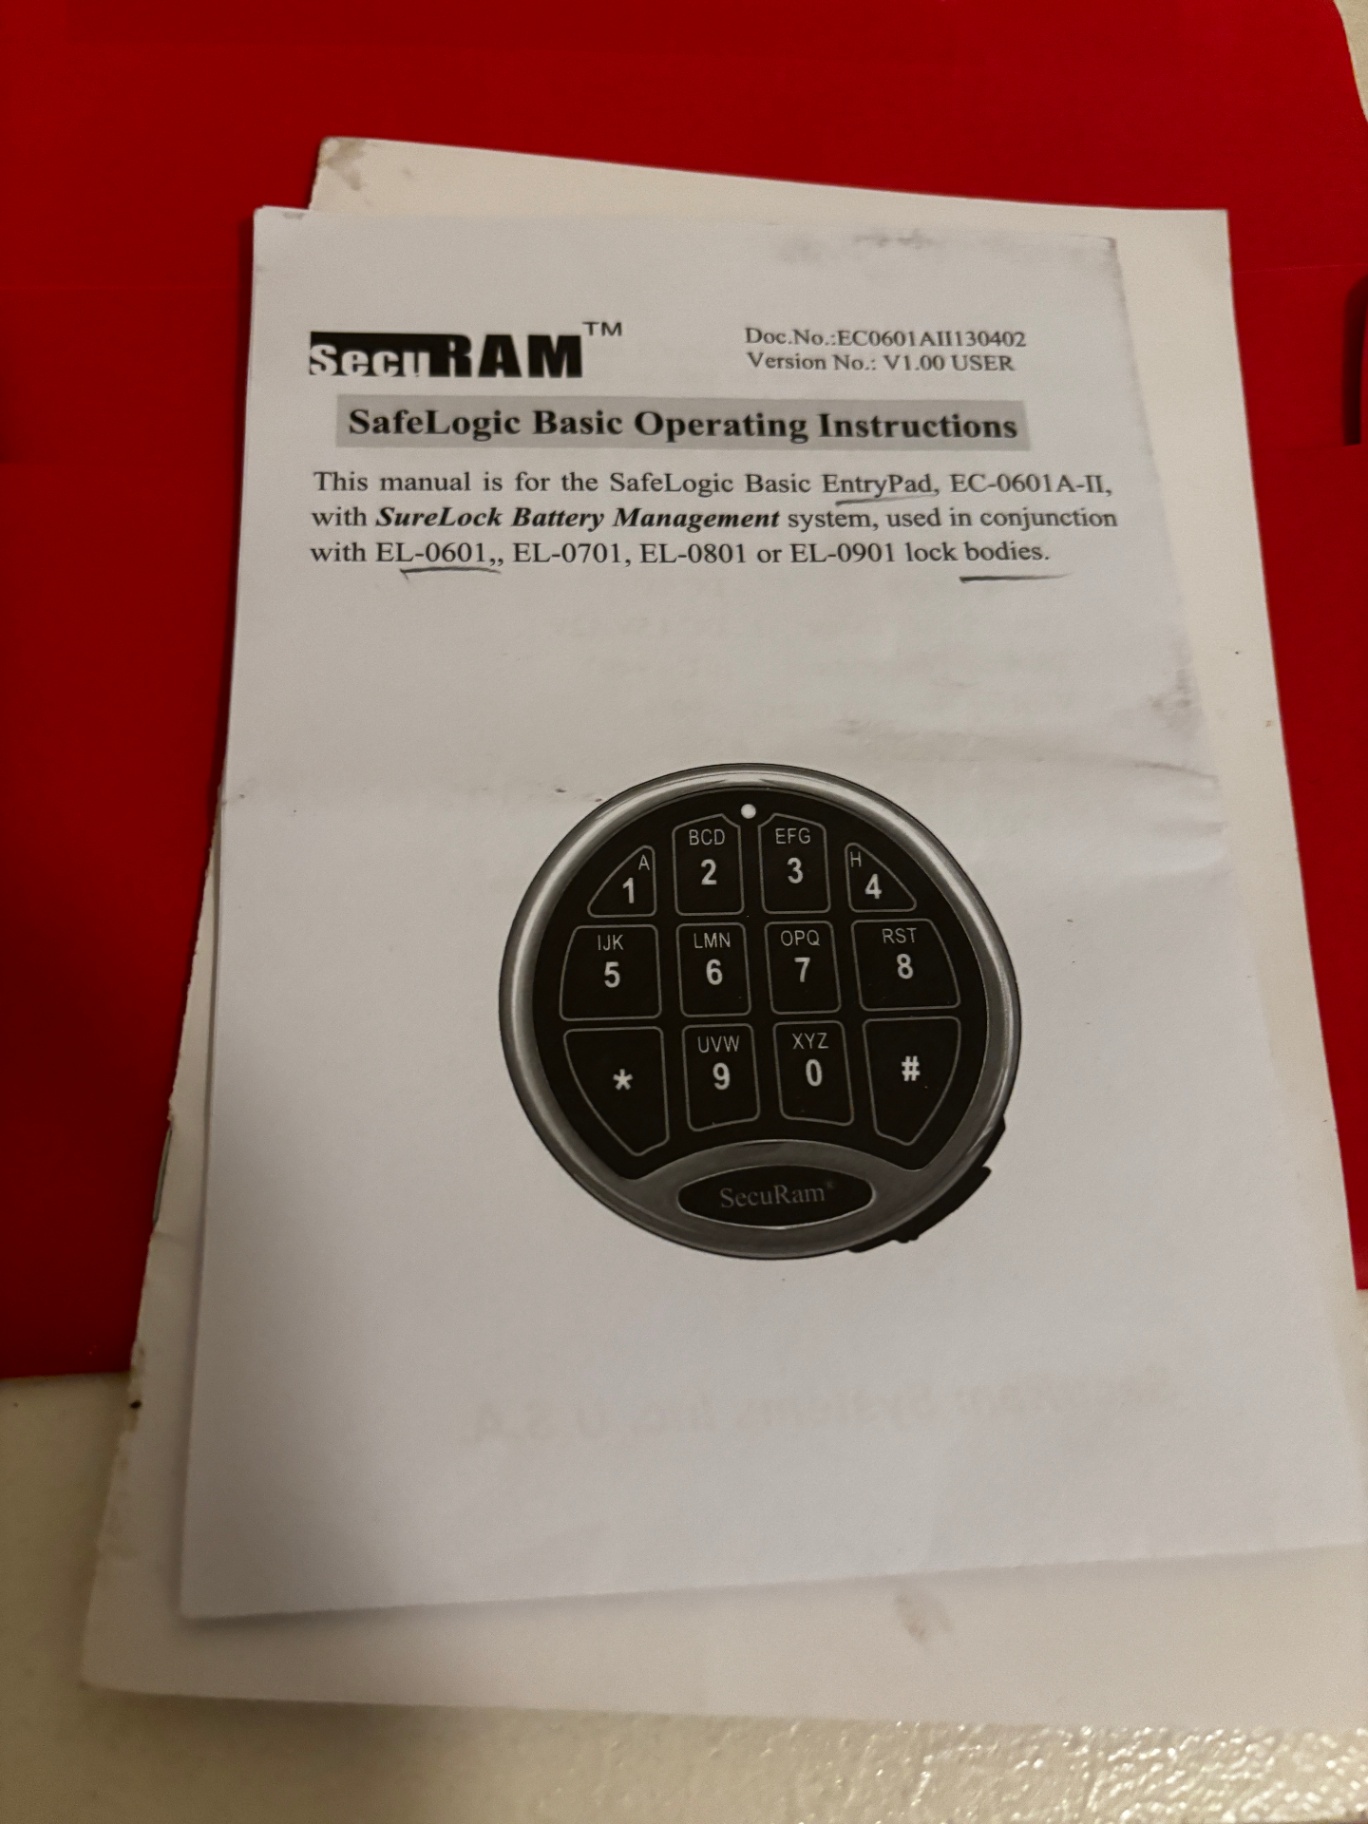 SecuRAM™
Doc.No.:EC0601AII130402
Version No.: V1.00 USER
SafeLogic Basic Operating Instructions
This manual is for the SafeLogic Basic EntryPad, EC-0601A-II,
with SureLock Battery Management system, used in conjunction
with EL-0601,, EL-0701, EL-0801 or EL-0901 lock bodies.
A BCD EFG H
1 2 3 4
IJK LMN OPQ RST
5 6 7 8
UVW XYZ
* 9 0 #
SecuRam®